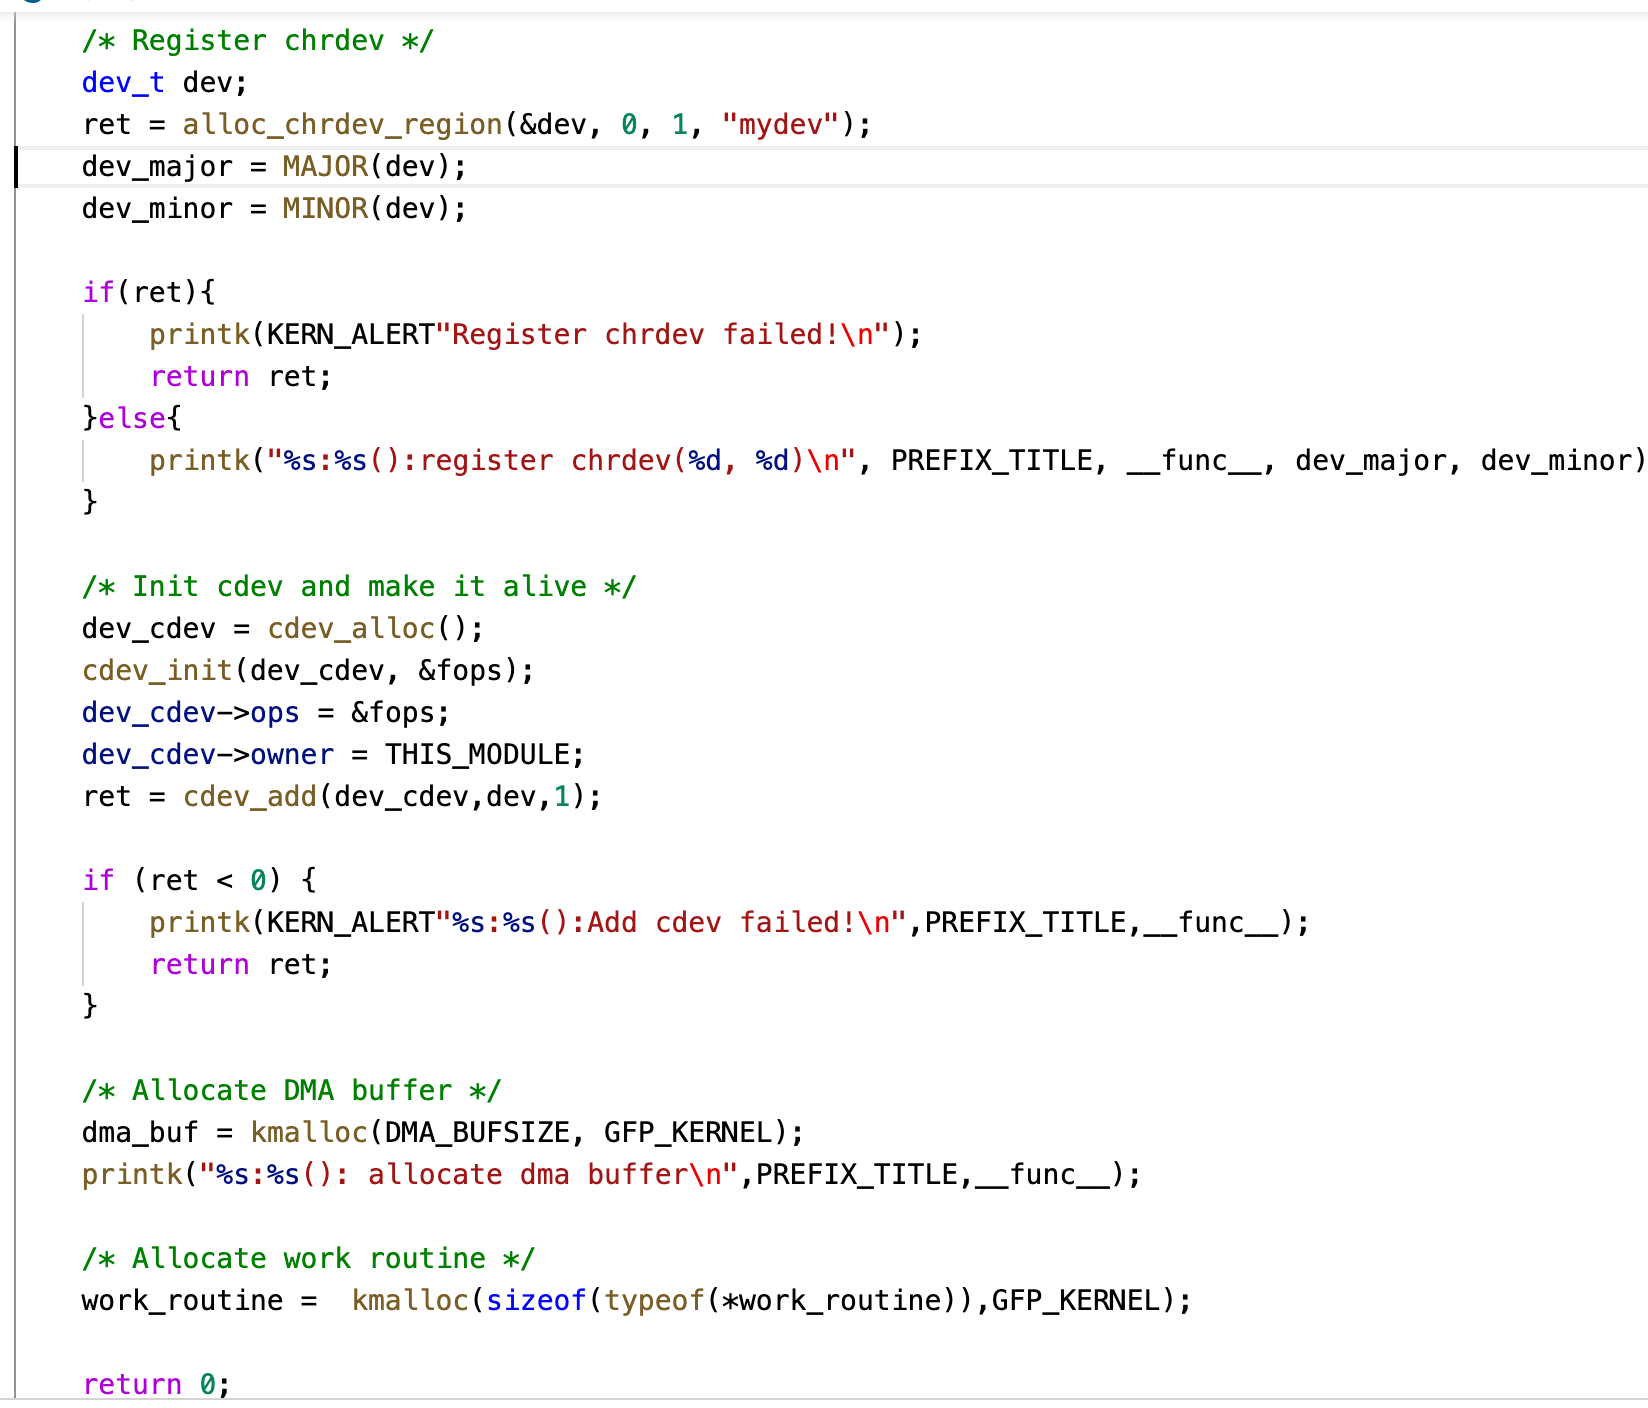 /* Register chrdev */
dev_t dev;
ret = alloc_chrdev_region(&dev, 0, 1, "mydev");
dev_major = MAJOR(dev);
dev_minor = MINOR(dev);
if(ret){
printk(KERN_ALERT"Register chrdev failed!\n");
return ret;
}else{
printk("%s:%s():register chrdev(%d, %d)\n", PREFIX_TITLE, __func__, dev_major, dev_minor)
}
/* Init cdev and make it alive */
dev_cdev = cdev_alloc();
cdev_init(dev_cdev, &fops);
dev_cdev->ops = &fops;
dev_cdev->owner = THIS_MODULE;
ret = cdev_add(dev_cdev,dev,1);
if (ret < 0) {
printk(KERN_ALERT"%s:%s():Add cdev failed!\n",PREFIX_TITLE,__func__);
return ret;
}
/* Allocate DMA buffer */
dma_buf = kmalloc(DMA_BUFSIZE, GFP_KERNEL);
printk("%s:%s(): allocate dma buffer\n",PREFIX_TITLE,__func__);
/* Allocate work routine */
work_routine =  kmalloc(sizeof(typeof(*work_routine)),GFP_KERNEL);
return 0;